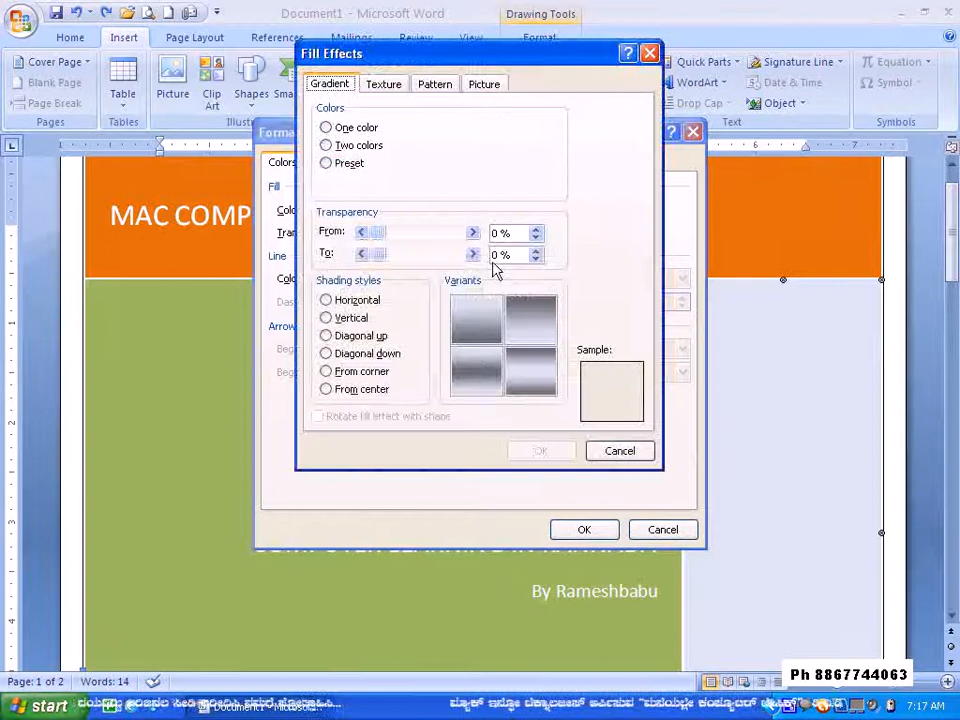 Document1 - Microsoft Word
Drawing Tools
Home
Insert
Page Layout
References
Mailings
Review
View
Format
Cover Page
Blank Page
Page Break
Pages
Table
Tables
Picture
Clip Art
Shapes
Quick Parts
WordArt
Drop Cap
Signature Line
Date & Time
Object
Text
Equation
Symbol
Symbols
Fill Effects
Gradient
Texture
Pattern
Picture
Colors
One color
Two colors
Preset
Transparency
From:
0 %
To:
0 %
Shading styles
Horizontal
Vertical
Diagonal up
Diagonal down
From corner
From center
Variants
Sample:
Rotate fill effect with shape
OK
Cancel
Colors
Fill
Line
OK
Cancel
MAC COMP
By Rameshbabu
Page: 1 of 2
Words: 14
Ph 8867744063
start
Document1 - Microsof...
7:17 AM